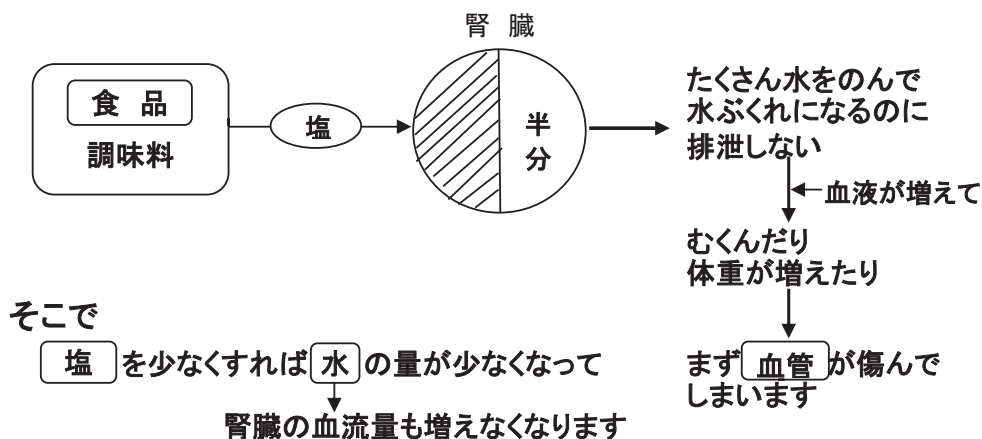 腎 臓
食 品
調味料
塩
半
分
たくさん水をのんで
水ぶくれになるのに
排泄しない
血液が増えて
むくんだり
体重が増えたり
まず 血管 が傷んで
しまいます
そこで
塩 を少なくすれば 水 の量が少なくなって
腎臓の血流量も増えなくなります